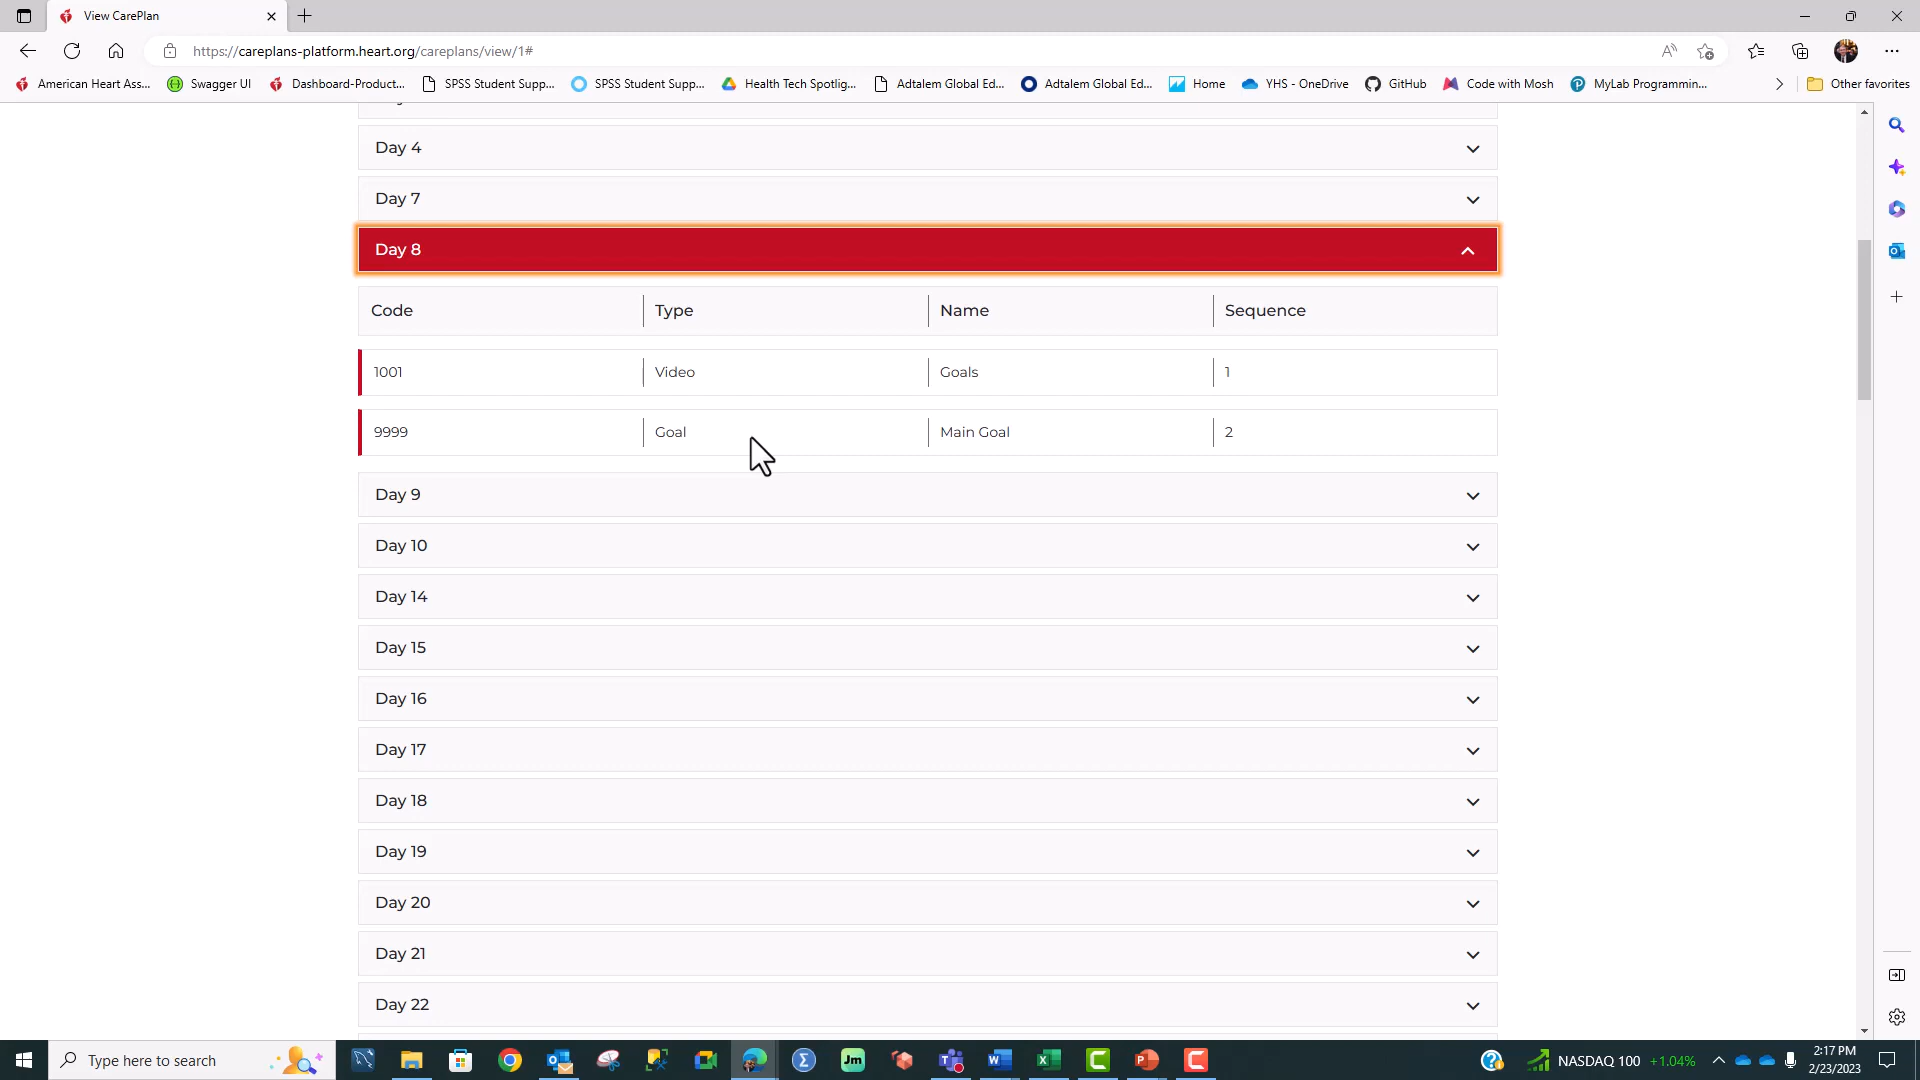 View CarePlan
https://careplans-platform.heart.org/careplans/view/1#
American Heart Ass... Swagger UI Dashboard-Product... SPSS Student Supp... SPSS Student Supp... Health Tech Spotlig... Adtalem Global Ed... Adtalem Global Ed... Home YHS - OneDrive GitHub Code with Mosh MyLab Programmin... Other favorites
Day 4
Day 7
Day 8
Code Type Name Sequence
1001 Video Goals 1
9999 Goal Main Goal 2
Day 9
Day 10
Day 14
Day 15
Day 16
Day 17
Day 18
Day 19
Day 20
Day 21
Day 22
Type here to search
Jm
NASDAQ 100 +1.04%
2:17 PM
2/23/2023